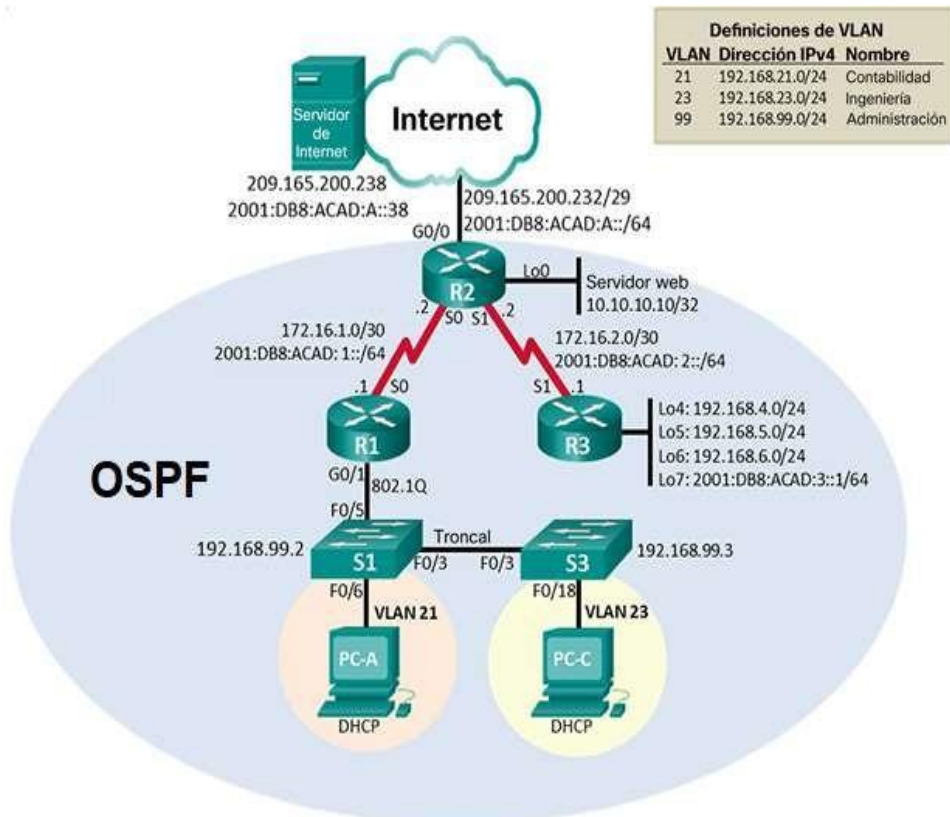 Definiciones de VLAN
VLAN Dirección IPv4 Nombre
21 192.168.21.0/24 Contabilidad
23 192.168.23.0/24 Ingeniería
99 192.168.99.0/24 Administración
Servidor
de
Internet
Internet
209.165.200.238
2001:DB8:ACAD:A::38
209.165.200.232/29
2001:DB8:ACAD:A::/64
G0/0
R2
Lo0
Servidor web
10.10.10.10/32
.2
S0
S1
.2
172.16.1.0/30
2001:DB8:ACAD: 1::/64
172.16.2.0/30
2001:DB8:ACAD: 2::/64
.1
S0
S1
.1
R1
R3
Lo4: 192.168.4.0/24
Lo5: 192.168.5.0/24
Lo6: 192.168.6.0/24
Lo7: 2001:DB8:ACAD:3::1/64
OSPF
G0/1
802.1Q
F0/5
192.168.99.2
S1
Troncal
F0/3
F0/3
S3
192.168.99.3
F0/6
VLAN 21
F0/18
VLAN 23
PC-A
DHCP
PC-C
DHCP